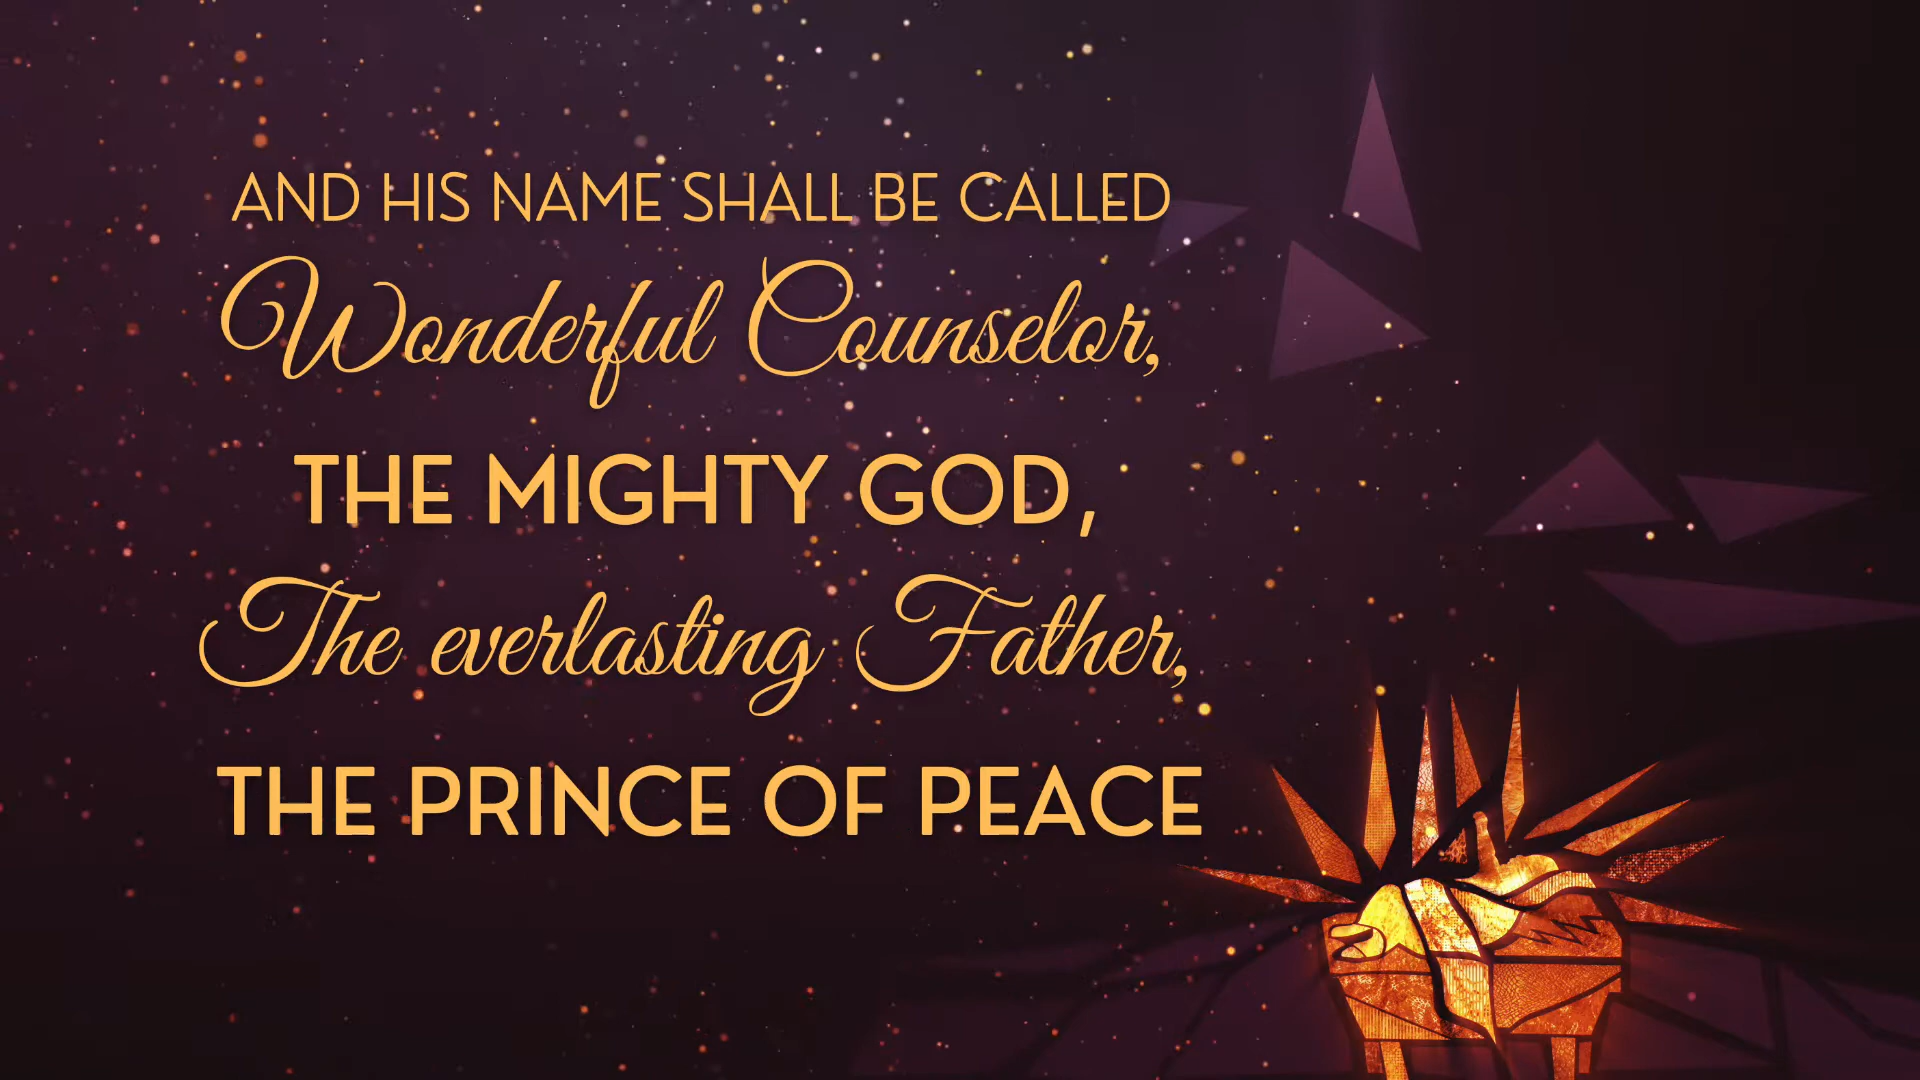 AND HIS NAME SHALL BE CALLED
Wonderful Counselor,
THE MIGHTY GOD,
The everlasting Father,
THE PRINCE OF PEACE